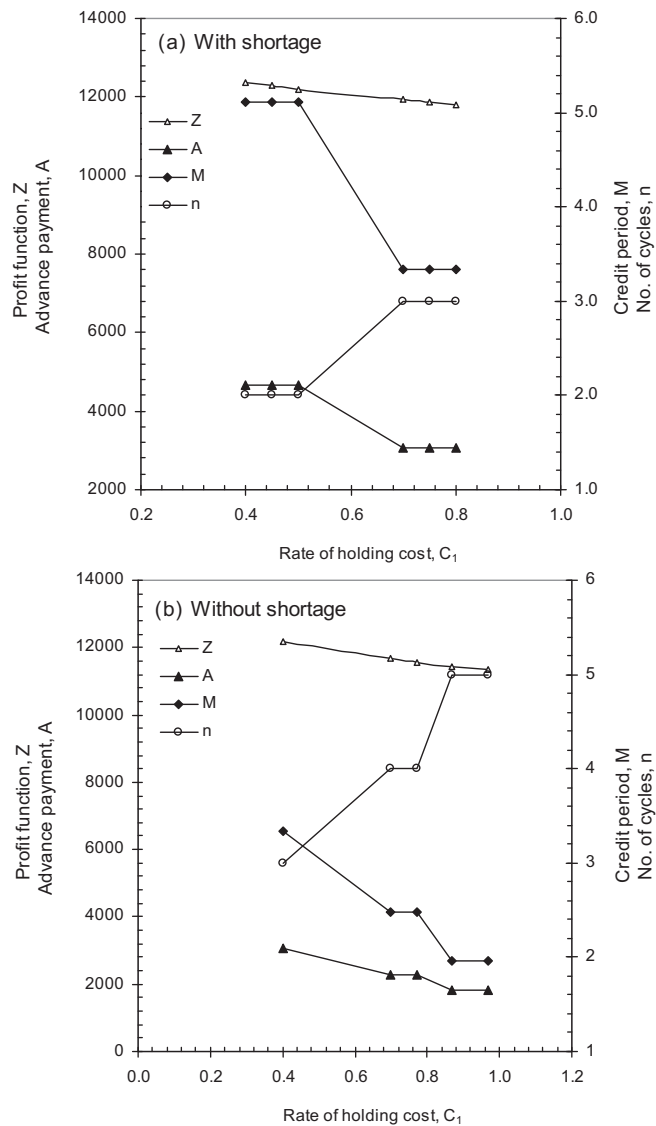 (a) With shortage
14000
12000
10000
8000
6000
4000
2000
Profit function, Z
Advance payment, A
Z
A
M
n
6.0
5.0
4.0
3.0
2.0
1.0
Credit period, M
No. of cycles, n
0.2 0.4 0.6 0.8 1.0
Rate of holding cost, C₁
(b) Without shortage
14000
12000
10000
8000
6000
4000
2000
0
Profit function, Z
Advance payment, A
Z
A
M
n
6
5
4
3
2
1
Credit period, M
No. of cycles, n
0.0 0.2 0.4 0.6 0.8 1.0 1.2
Rate of holding cost, C₁